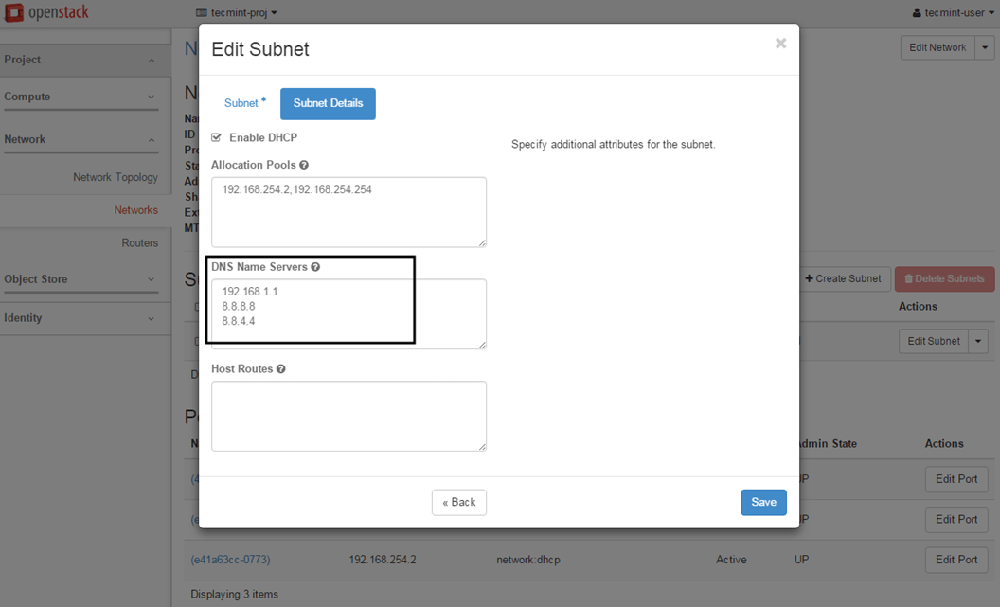 openstack
tecmint-proj
tecmint-user
Edit Subnet
Edit Network
Project
Subnet *
Subnet Details
Compute
Enable DHCP
Specify additional attributes for the subnet.
Network
ID
Allocation Pools
192.168.254.2,192.168.254.254
Network Topology
Networks
Routers
DNS Name Servers
192.168.1.1
8.8.8.8
8.8.4.4
Object Store
Create Subnet
Delete Subnets
Actions
Identity
Edit Subnet
Host Routes
Admin State
Actions
Edit Port
« Back
Save
Edit Port
(e41a63cc-0773)
192.168.254.2
network:dhcp
Active
UP
Edit Port
Displaying 3 items